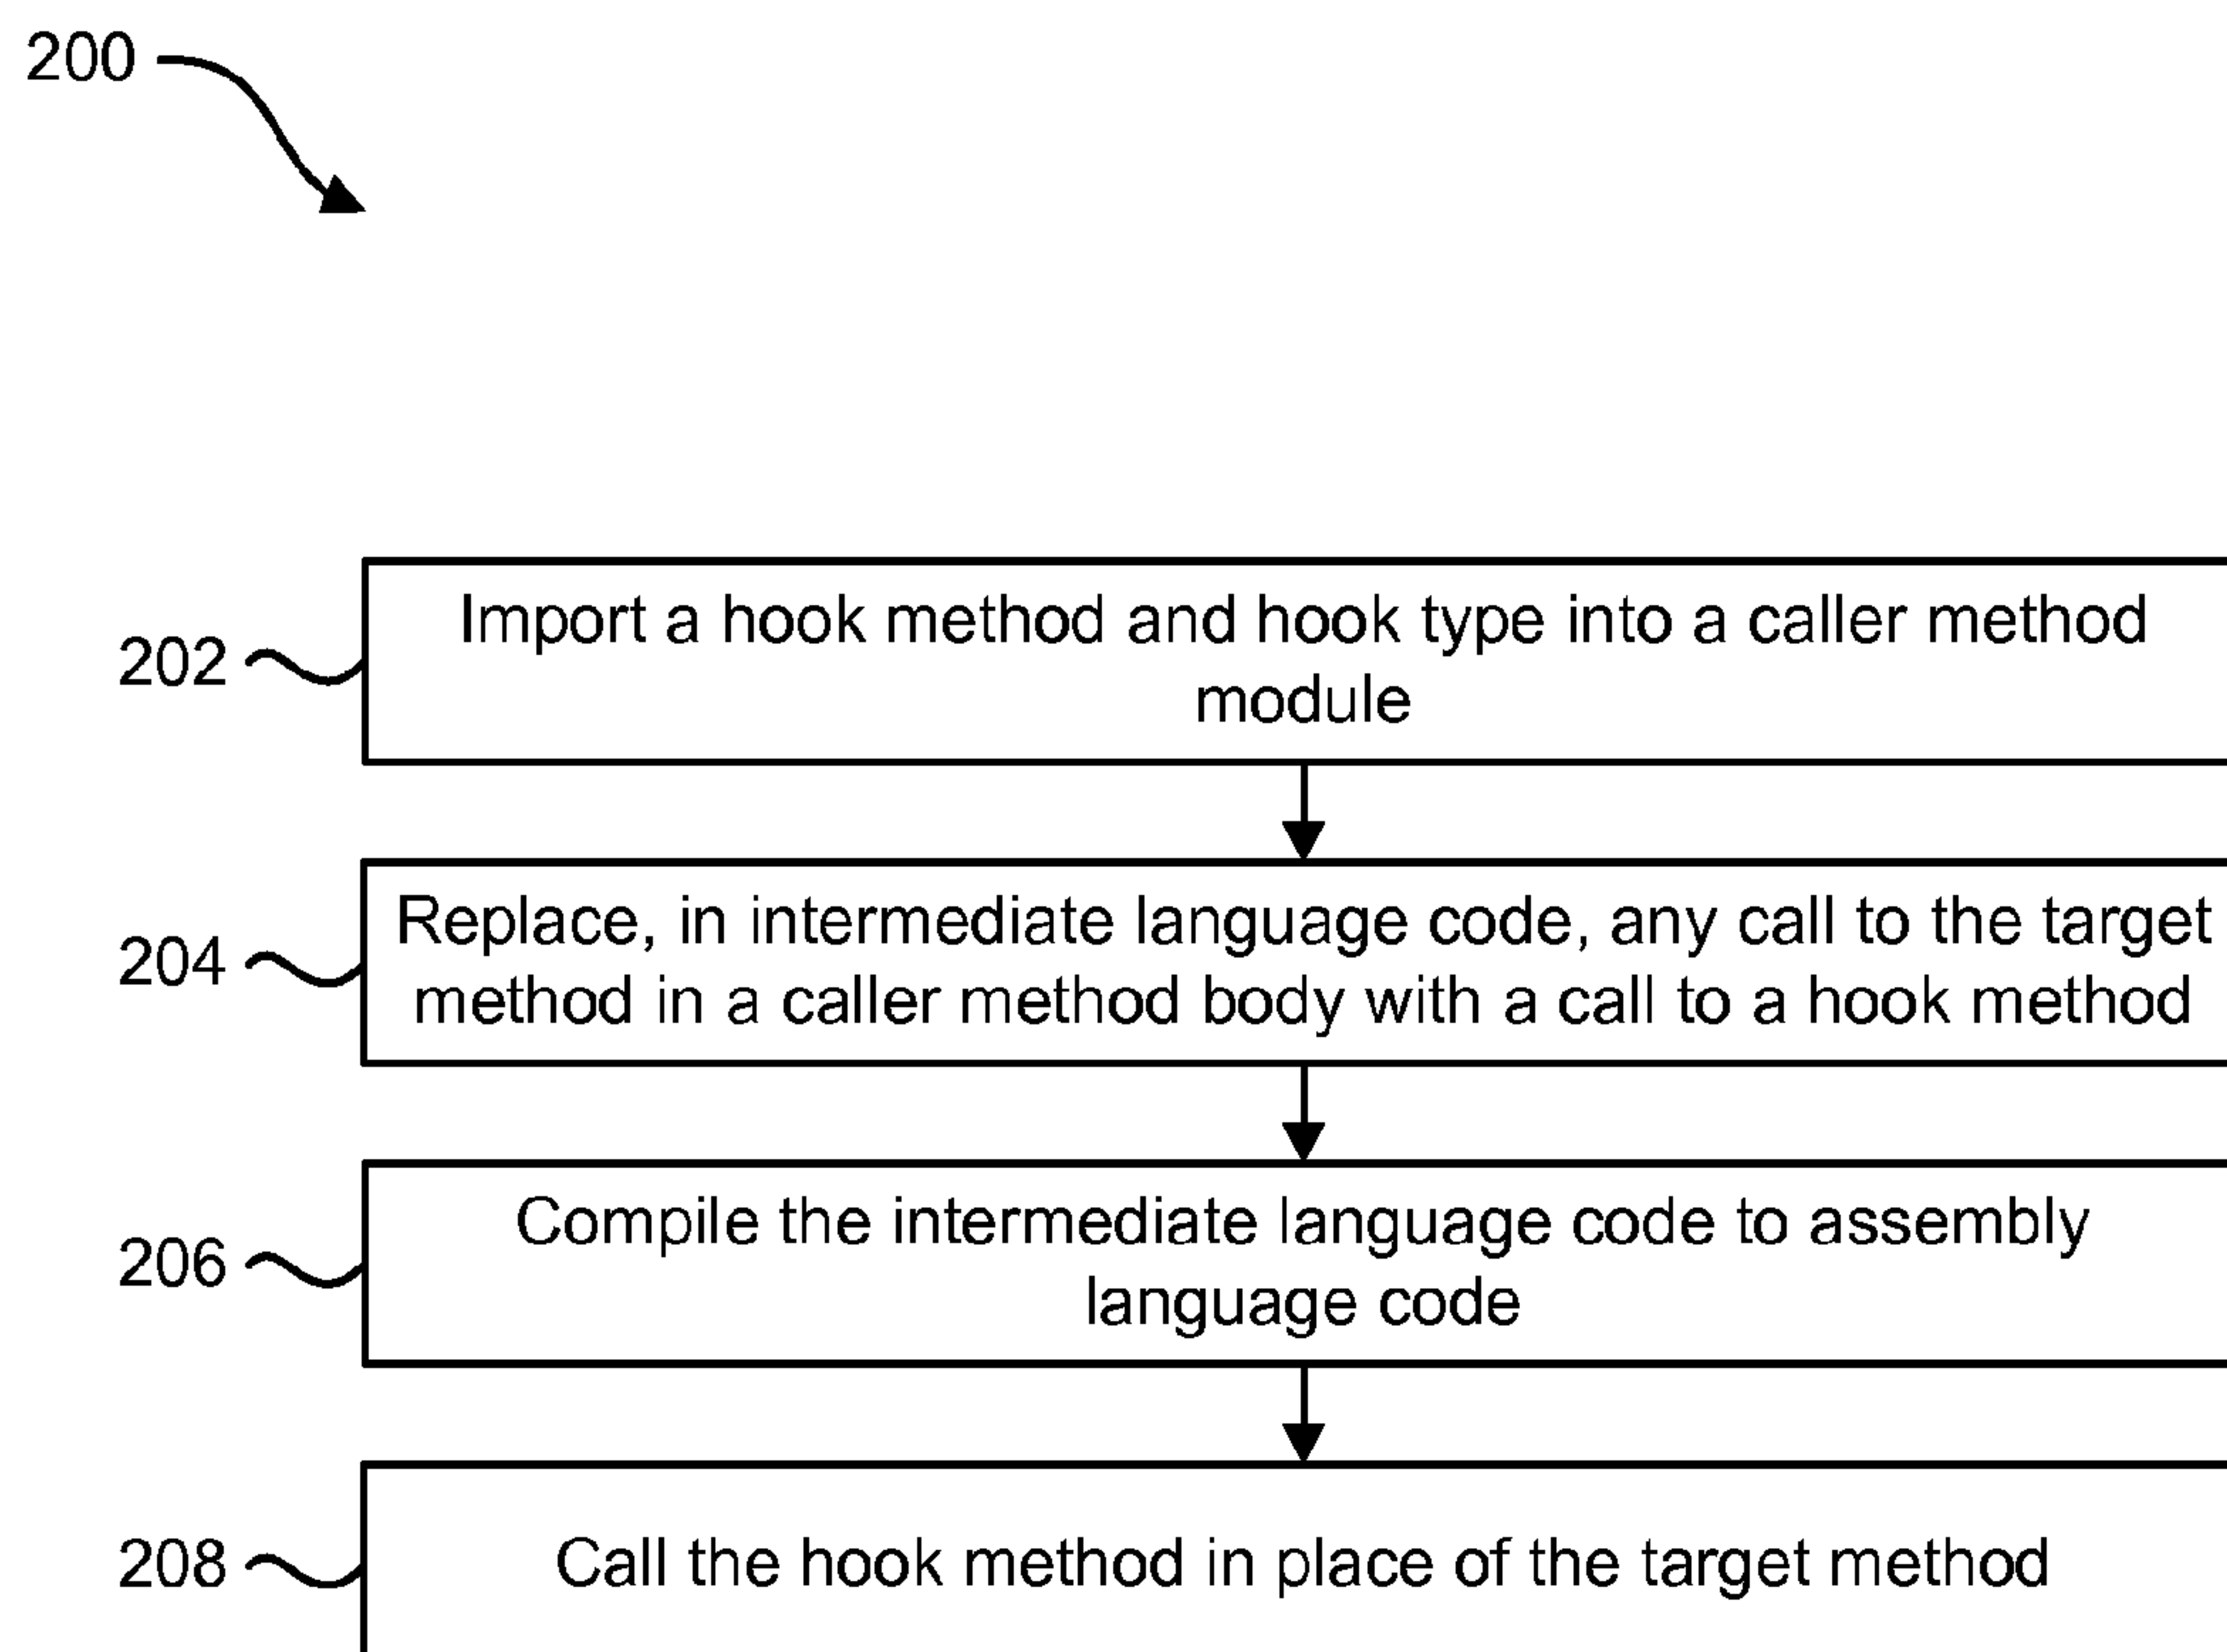 200
202
Import a hook method and hook type into a caller method
module
204
Replace, in intermediate language code, any call to the target
method in a caller method body with a call to a hook method
206
Compile the intermediate language code to assembly
language code
208
Call the hook method in place of the target method